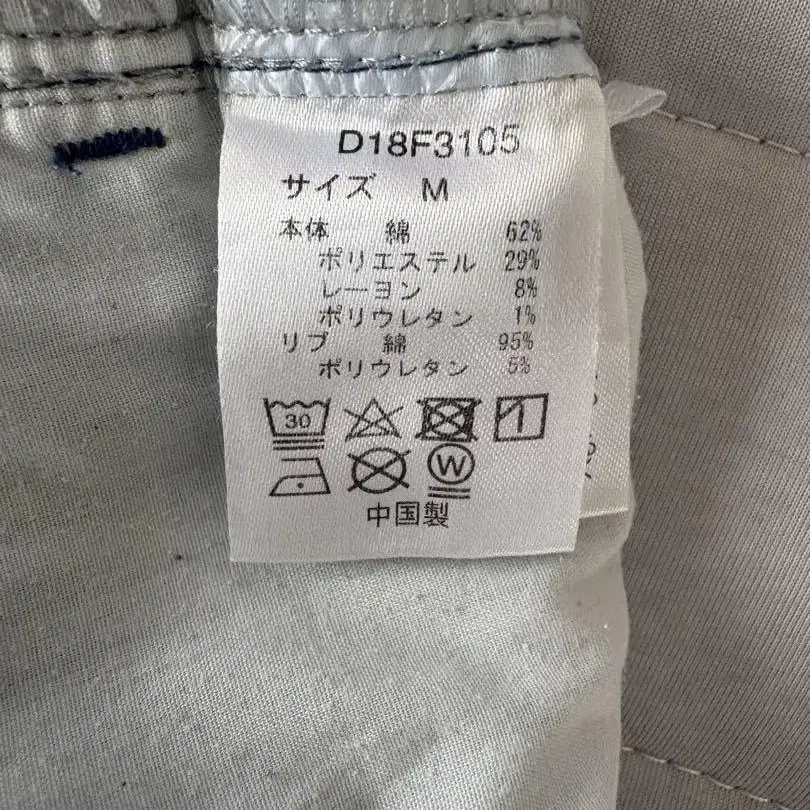 D18F3105
サイズ M
本体 綿 62%
ポリエステル 29%
レーヨン 8%
ポリウレタン 1%
リブ 綿 95%
ポリウレタン 5%
30
W
中国製